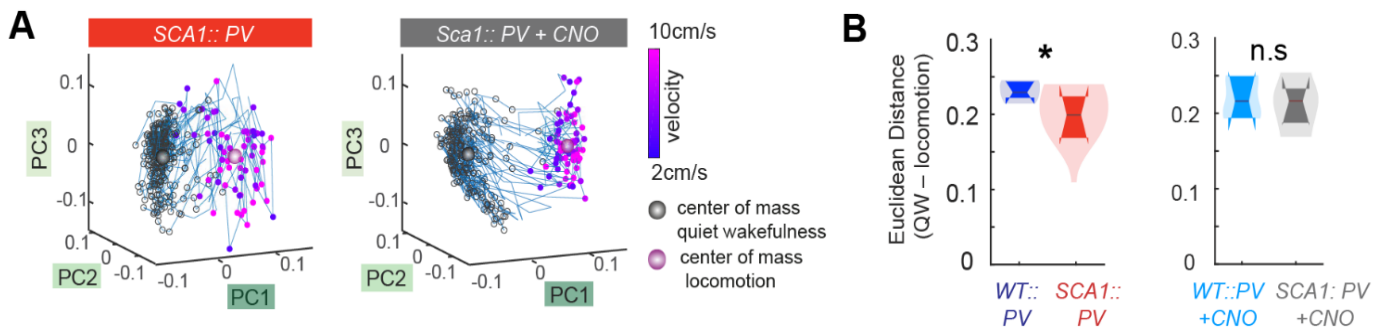 A
SCA1:: PV
Sca1:: PV + CNO
0.1
0
-0.1
PC3
0.1
0
-0.1
PC2
-0.1
0
0.1
PC1
0.1
0
-0.1
PC3
0.1
0
-0.1
PC2
-0.1
0
0.1
PC1
10cm/s
velocity
2cm/s
center of mass
quiet wakefulness
center of mass
locomotion
B
Euclidean Distance
(QW – locomotion)
0.3
0.2
0.1
0
*
WT::
PV
SCA1::
PV
0.3
0.2
0.1
0
n.s
WT::PV
+CNO
SCA1: PV
+CNO